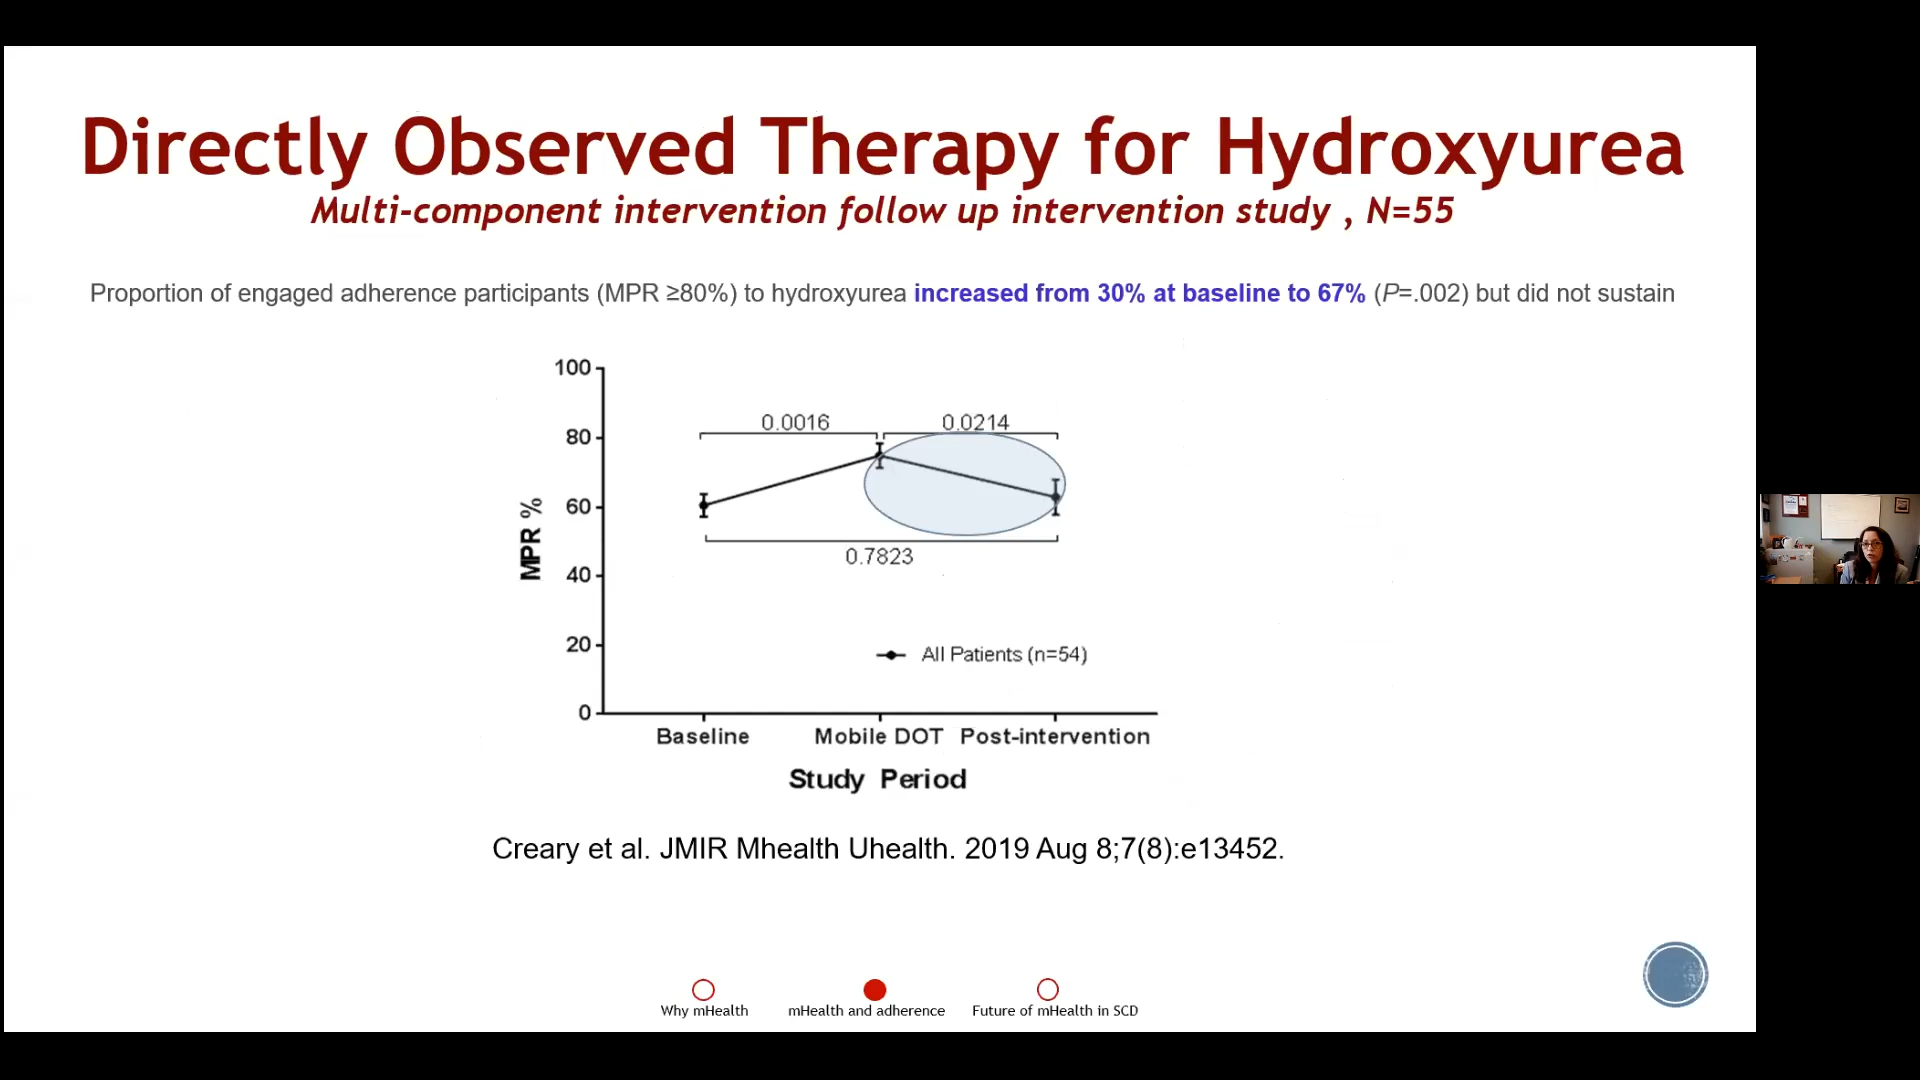 Directly Observed Therapy for Hydroxyurea
Multi-component intervention follow up intervention study , N=55
Proportion of engaged adherence participants (MPR ≥80%) to hydroxyurea increased from 30% at baseline to 67% (P=.002) but did not sustain
100
80
60
40
20
0
MPR %
0.0016
0.0214
0.7823
All Patients (n=54)
Baseline
Mobile DOT
Post-intervention
Study Period
Creary et al. JMIR Mhealth Uhealth. 2019 Aug 8;7(8):e13452.
Why mHealth
mHealth and adherence
Future of mHealth in SCD